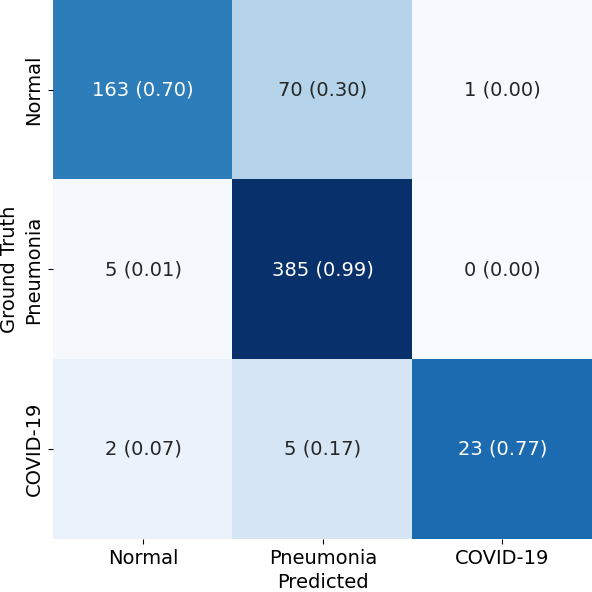 Ground Truth
Normal
163 (0.70) 70 (0.30) 1 (0.00)
Pneumonia
5 (0.01) 385 (0.99) 0 (0.00)
COVID-19
2 (0.07) 5 (0.17) 23 (0.77)
Normal Pneumonia COVID-19
Predicted